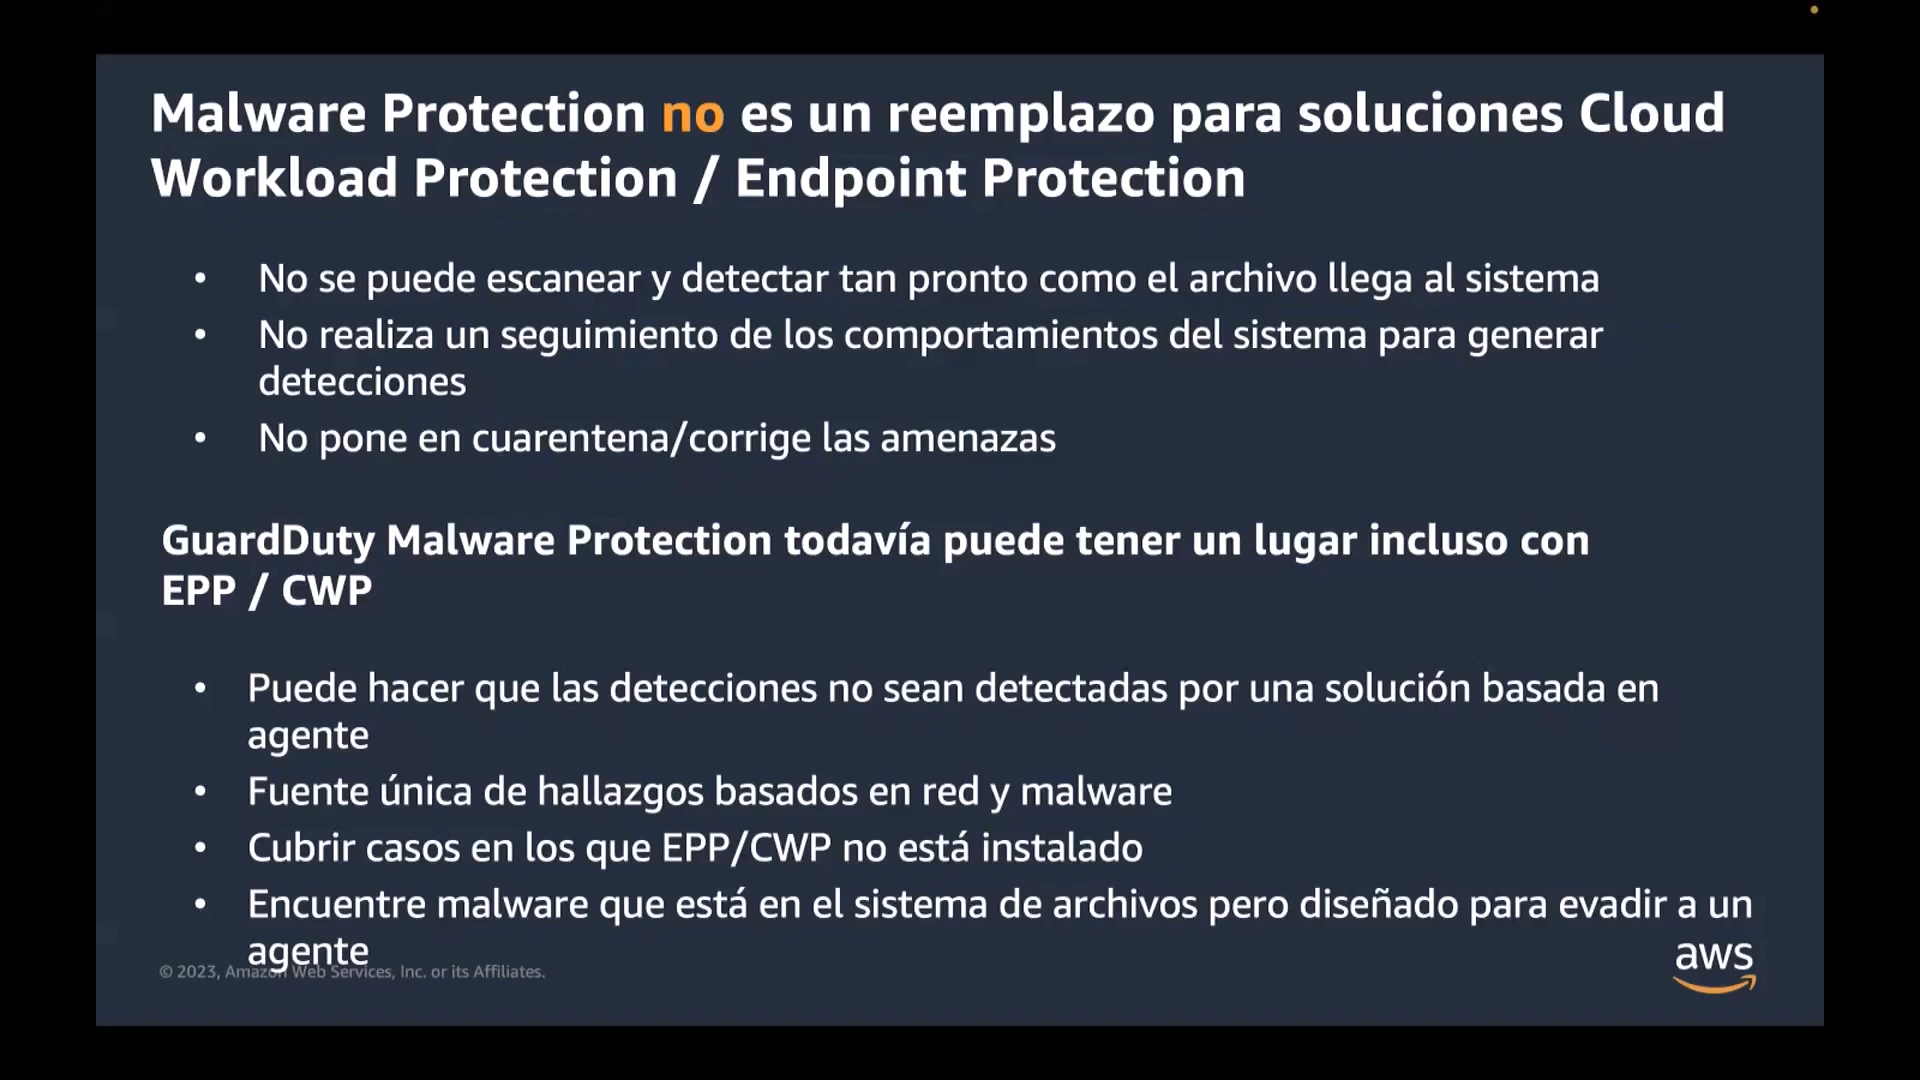 Malware Protection no es un reemplazo para soluciones Cloud
Workload Protection / Endpoint Protection
• No se puede escanear y detectar tan pronto como el archivo llega al sistema
• No realiza un seguimiento de los comportamientos del sistema para generar
detecciones
• No pone en cuarentena/corrige las amenazas
GuardDuty Malware Protection todavía puede tener un lugar incluso con
EPP / CWP
• Puede hacer que las detecciones no sean detectadas por una solución basada en
agente
• Fuente única de hallazgos basados en red y malware
• Cubrir casos en los que EPP/CWP no está instalado
• Encuentre malware que está en el sistema de archivos pero diseñado para evadir a un
agente
© 2023, Amazon Web Services, Inc. or its Affiliates.
aws